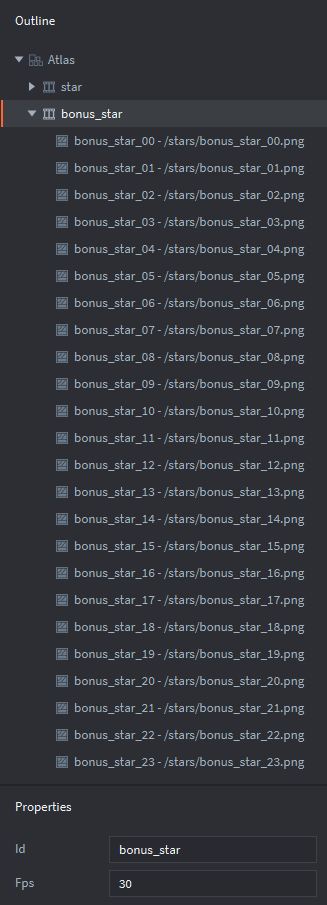 Outline
Atlas
star
bonus_star
bonus_star_00 - /stars/bonus_star_00.png
bonus_star_01 - /stars/bonus_star_01.png
bonus_star_02 - /stars/bonus_star_02.png
bonus_star_03 - /stars/bonus_star_03.png
bonus_star_04 - /stars/bonus_star_04.png
bonus_star_05 - /stars/bonus_star_05.png
bonus_star_06 - /stars/bonus_star_06.png
bonus_star_07 - /stars/bonus_star_07.png
bonus_star_08 - /stars/bonus_star_08.png
bonus_star_09 - /stars/bonus_star_09.png
bonus_star_10 - /stars/bonus_star_10.png
bonus_star_11 - /stars/bonus_star_11.png
bonus_star_12 - /stars/bonus_star_12.png
bonus_star_13 - /stars/bonus_star_13.png
bonus_star_14 - /stars/bonus_star_14.png
bonus_star_15 - /stars/bonus_star_15.png
bonus_star_16 - /stars/bonus_star_16.png
bonus_star_17 - /stars/bonus_star_17.png
bonus_star_18 - /stars/bonus_star_18.png
bonus_star_19 - /stars/bonus_star_19.png
bonus_star_20 - /stars/bonus_star_20.png
bonus_star_21 - /stars/bonus_star_21.png
bonus_star_22 - /stars/bonus_star_22.png
bonus_star_23 - /stars/bonus_star_23.png
Properties
Id bonus_star
Fps 30